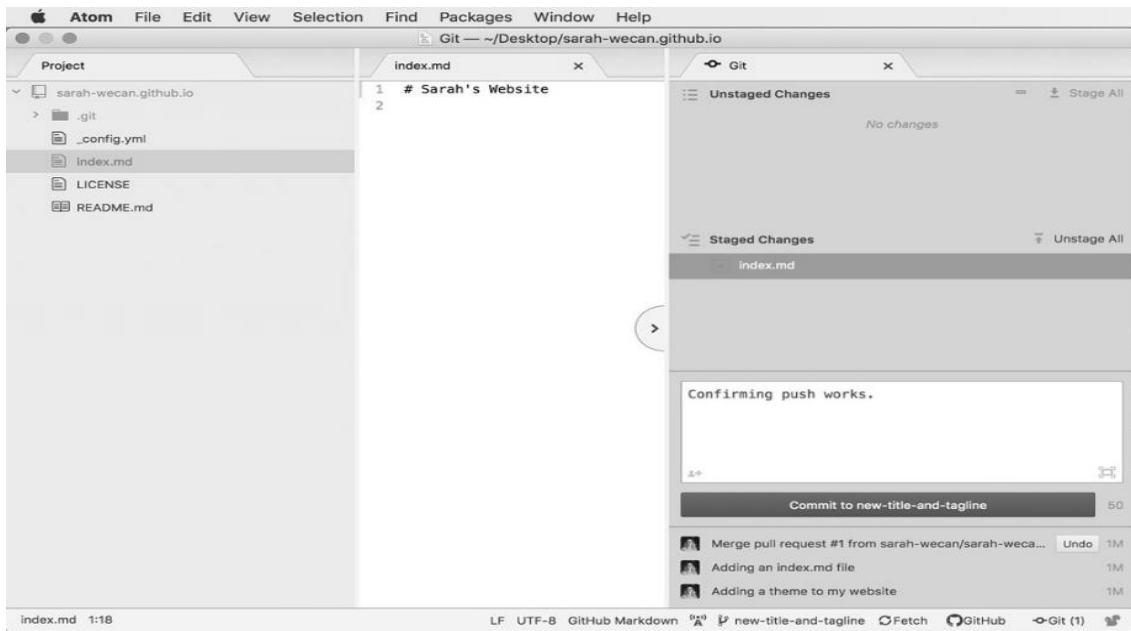 Atom File Edit View Selection Find Packages Window Help
Git — ~/Desktop/sarah-wecan.github.io
Project
sarah-wecan.github.io
.git
_config.yml
index.md
LICENSE
README.md
index.md
1 # Sarah's Website
2
Git
Unstaged Changes Stage All
No changes
Staged Changes Unstage All
index.md
Confirming push works.
Commit to new-title-and-tagline 50
Merge pull request #1 from sarah-wecan/sarah-weca... Undo 1M
Adding an index.md file 1M
Adding a theme to my website 1M
index.md 1:18 LF UTF-8 GitHub Markdown new-title-and-tagline Fetch GitHub Git (1)